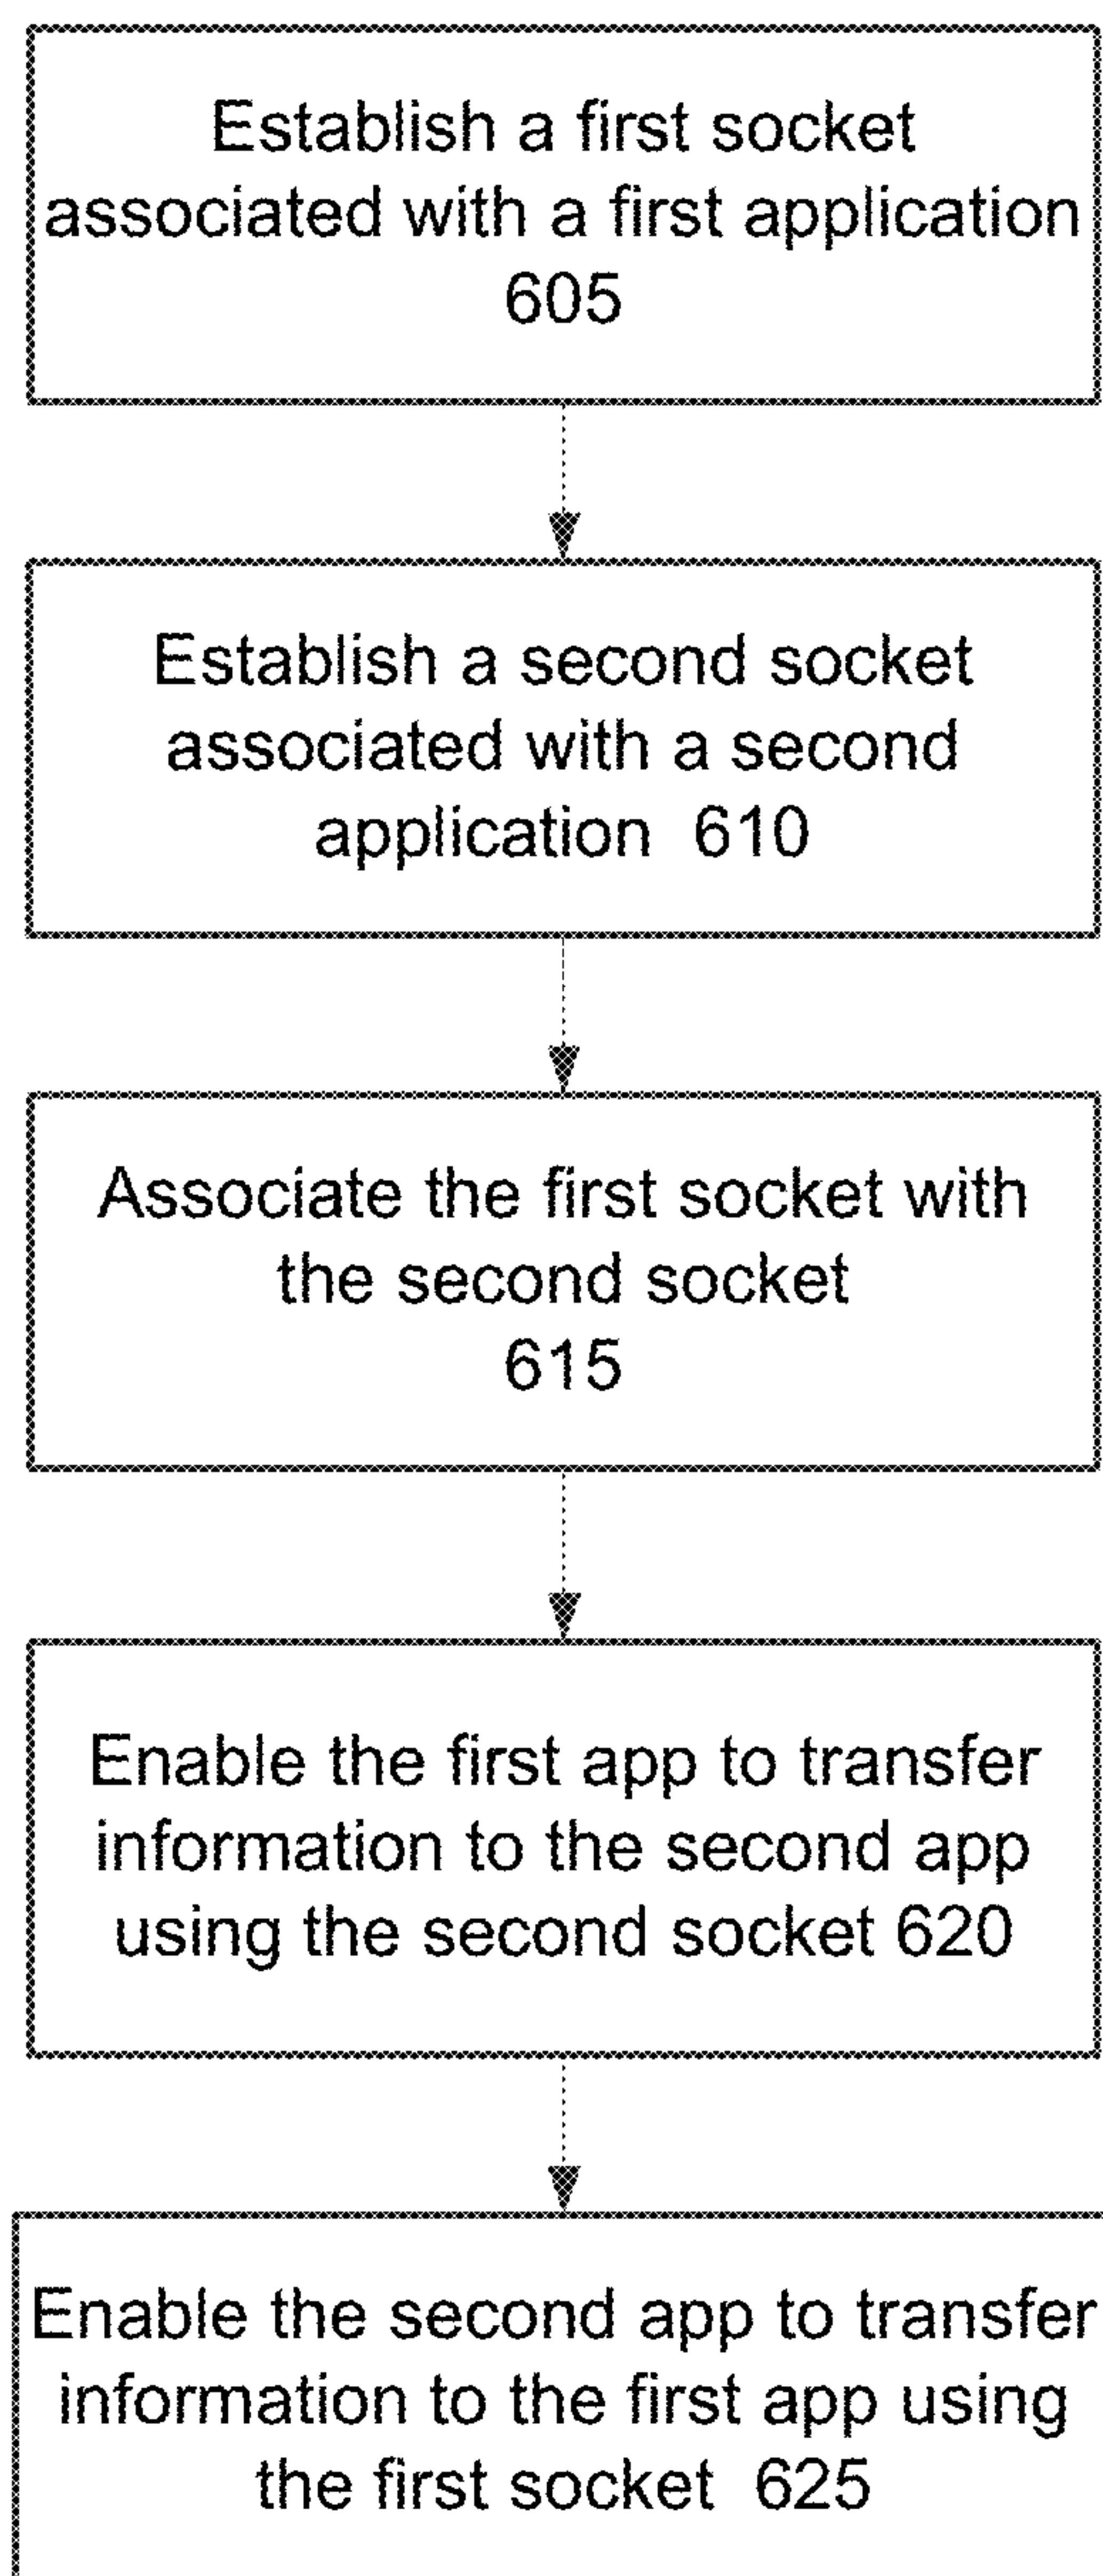 Establish a first socket
associated with a first application
605
Establish a second socket
associated with a second
application 610
Associate the first socket with
the second socket
615
Enable the first app to transfer
information to the second app
using the second socket 620
Enable the second app to transfer
information to the first app using
the first socket 625